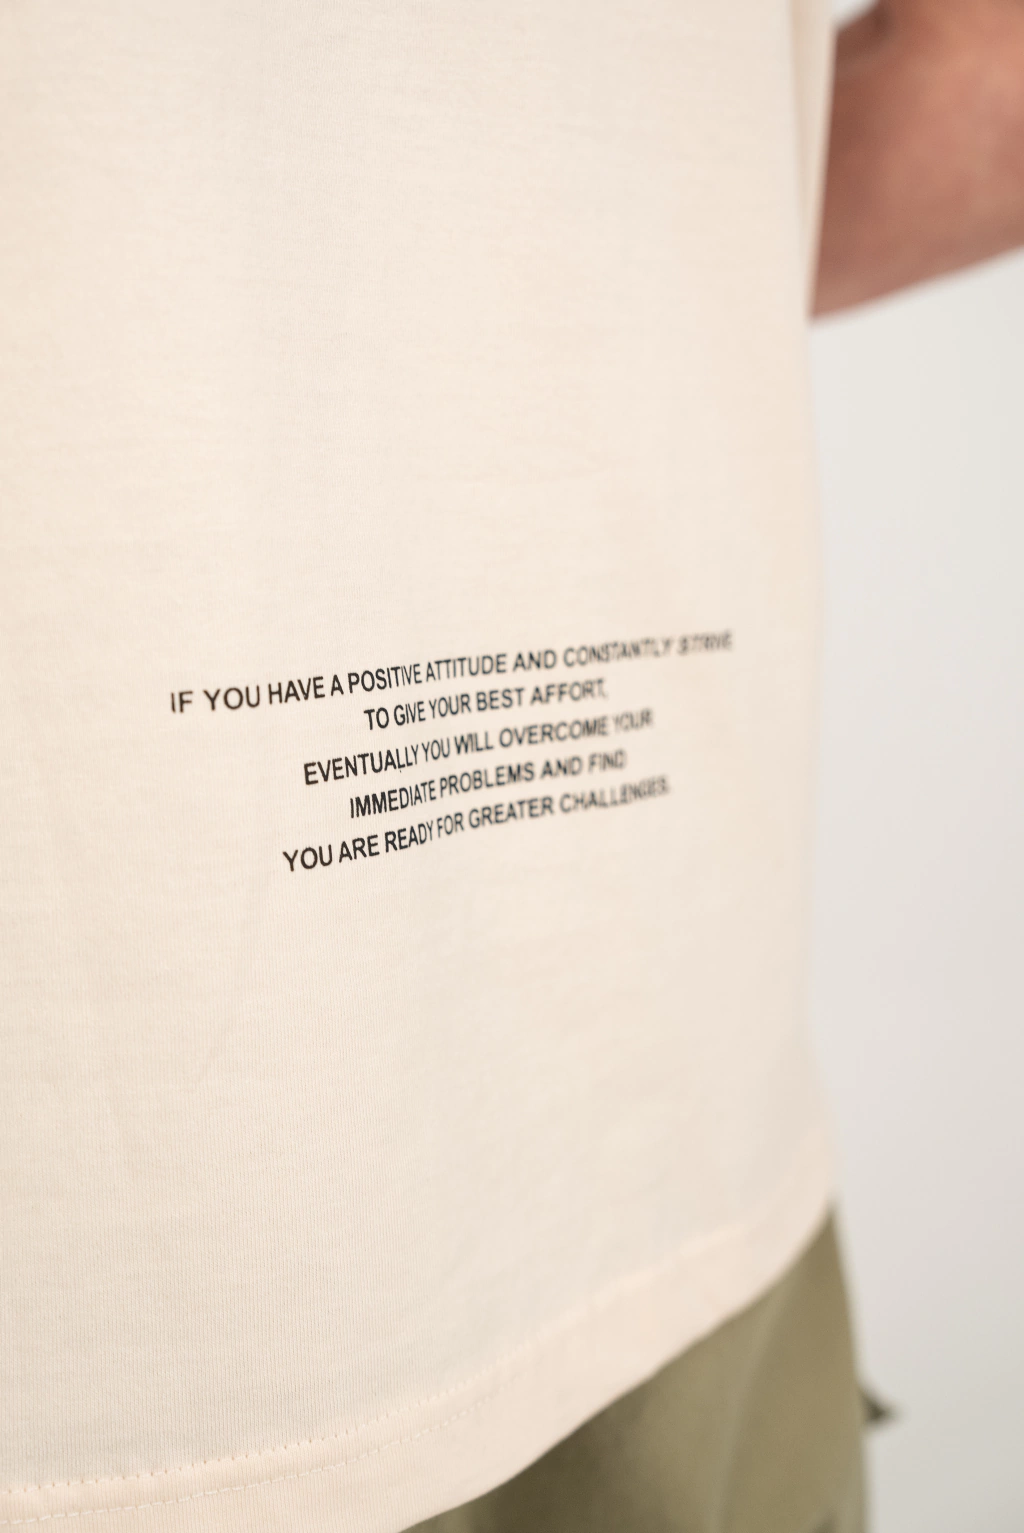 IF YOU HAVE A POSITIVE ATTITUDE AND CONSTANTLY STRIVE
TO GIVE YOUR BEST AFFORT,
EVENTUALLY YOU WILL OVERCOME YOUR
IMMEDIATE PROBLEMS AND FIND
YOU ARE READY FOR GREATER CHALLENGES.